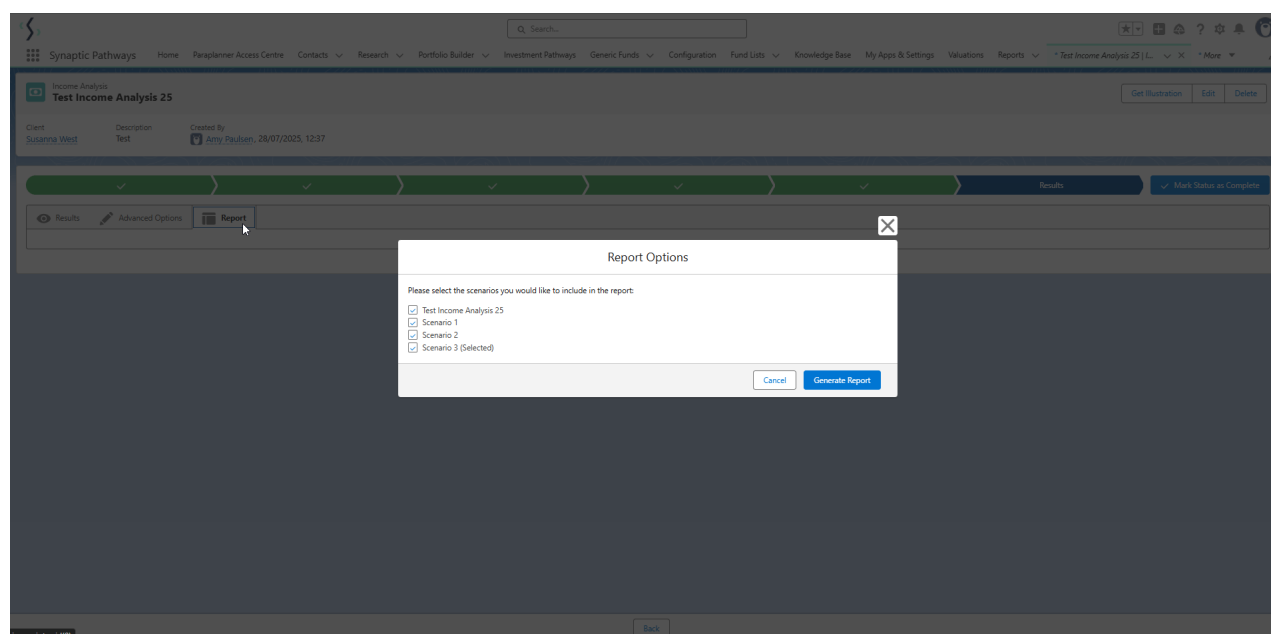 Search...
Synaptic Pathways Home Paraplanner Access Centre Contacts Research Portfolio Builder Investment Pathways Generic Funds Configuration Fund Lists Knowledge Base My Apps & Settings Valuations Reports * Test Income Analysis 25 | I... * More
Income Analysis
Test Income Analysis 25
Get Illustration Edit Delete
Client Description Created By
Susanna West Test Amy Paulsen, 28/07/2025, 12:37
Results Mark Status as Complete
Results Advanced Options Report
Report Options
Please select the scenarios you would like to include in the report:
Test Income Analysis 25
Scenario 1
Scenario 2
Scenario 3 (Selected)
Cancel Generate Report
Back